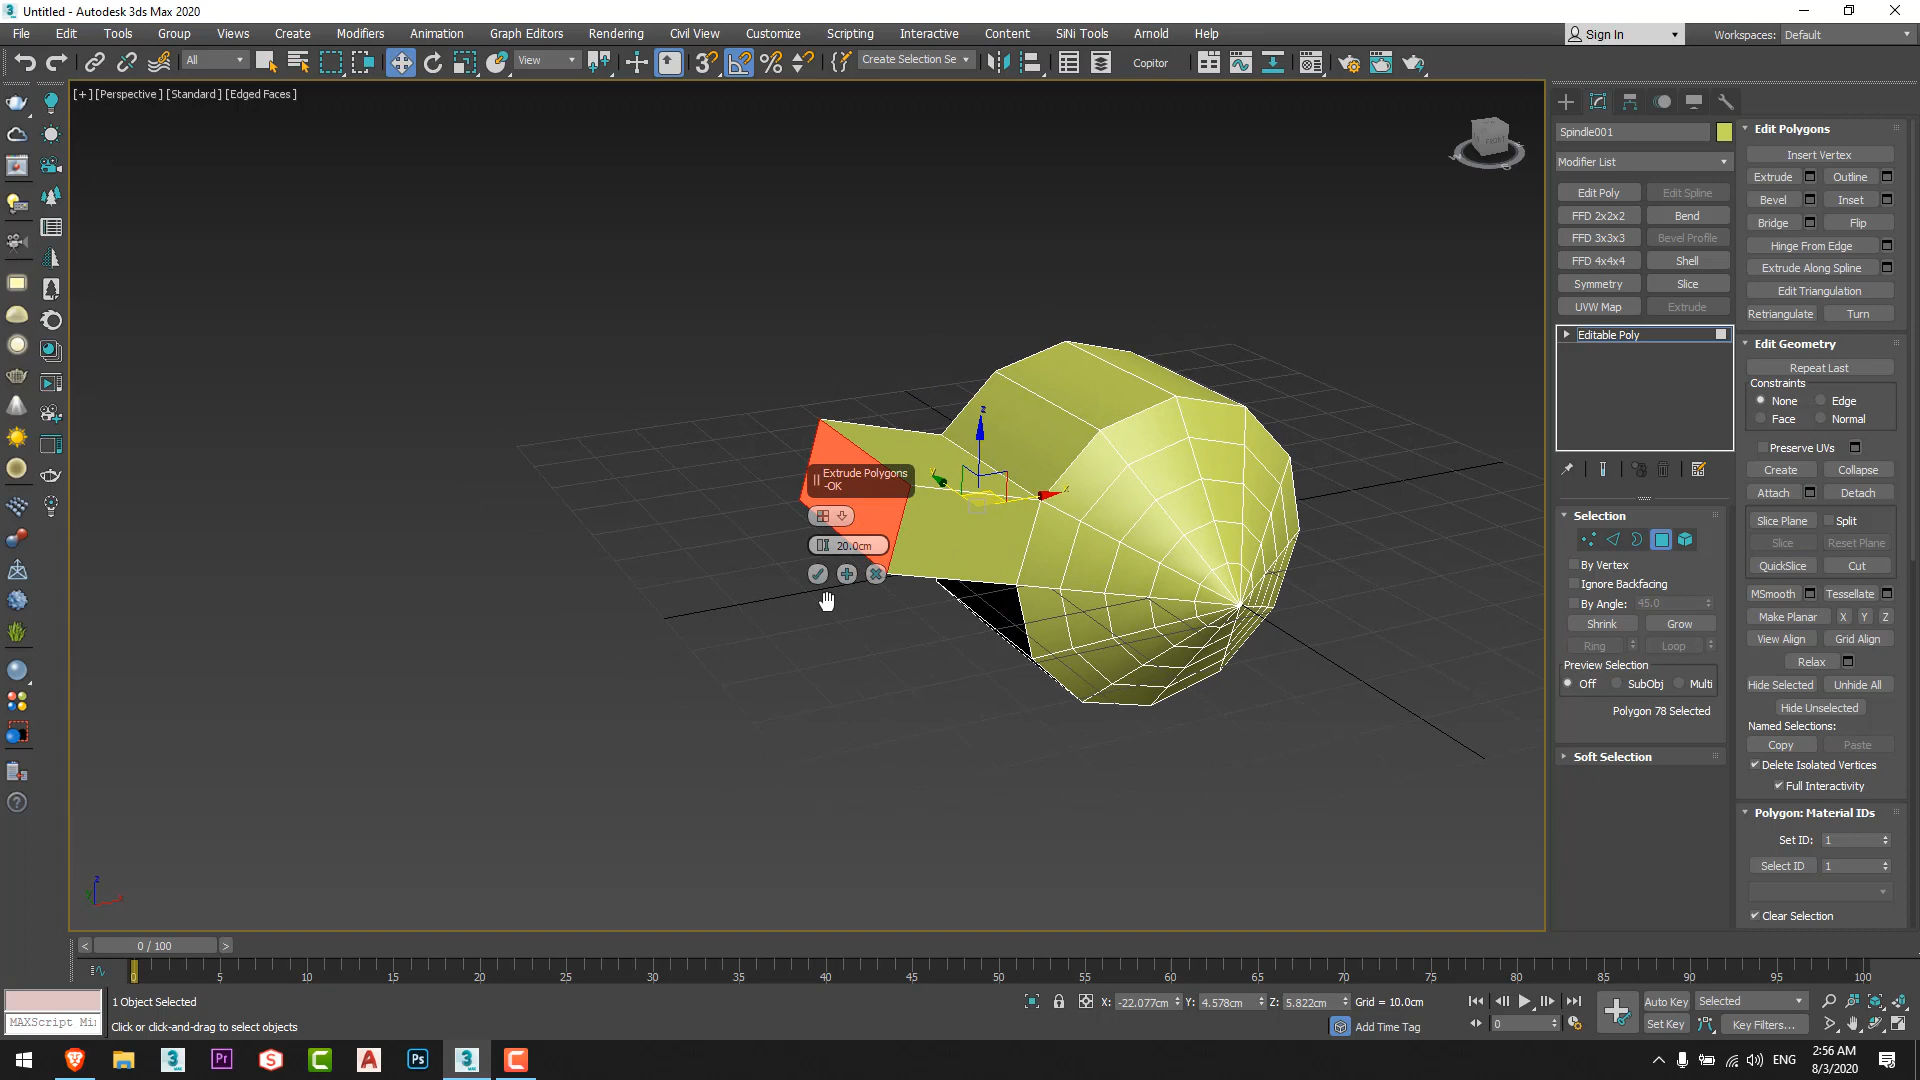 Untitled - Autodesk 3ds Max 2020
File Edit Tools Group Views Create Modifiers Animation Graph Editors Rendering Civil View Customize Scripting Interactive Content SiNi Tools Arnold Help
Sign In
Workspaces: Default
All
View
Create Selection Se
Copitor
[+] [Perspective] [Standard] [Edged Faces]
FRONT
Extrude Polygons
-OK
20.0cm
z
x
y
Spindle001
Modifier List
Edit Poly Edit Spline
FFD 2x2x2 Bend
FFD 3x3x3 Bevel Profile
FFD 4x4x4 Shell
Symmetry Slice
UVW Map Extrude
Editable Poly
Selection
By Vertex
Ignore Backfacing
By Angle: 45.0
Shrink Grow
Ring Loop
Preview Selection
Off SubObj Multi
Polygon 78 Selected
Soft Selection
Edit Polygons
Insert Vertex
Extrude Outline
Bevel Inset
Bridge Flip
Hinge From Edge
Extrude Along Spline
Edit Triangulation
Retriangulate Turn
Edit Geometry
Repeat Last
Constraints
None Edge
Face Normal
Preserve UVs
Create Collapse
Attach Detach
Slice Plane Split
Slice Reset Plane
QuickSlice Cut
MSmooth Tessellate
Make Planar X Y Z
View Align Grid Align
Relax
Hide Selected Unhide All
Hide Unselected
Named Selections:
Copy Paste
Delete Isolated Vertices
Full Interactivity
Polygon: Material IDs
Set ID: 1
Select ID 1
Clear Selection
< 0 / 100 >
0 5 10 15 20 25 30 35 40 45 50 55 60 65 70 75 80 85 90 95 100
1 Object Selected
MAXScript Mi
Click or click-and-drag to select objects
X: -22.077cm Y: 4.578cm Z: 5.822cm Grid = 10.0cm
Add Time Tag
0
Auto Key Selected
Set Key Key Filters...
ENG
2:56 AM
8/3/2020